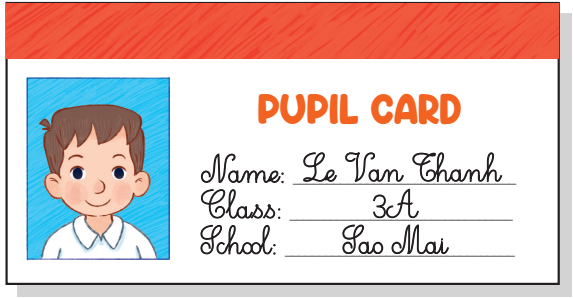 PUPIL CARD
Name: Le Van Thanh
Class: 3A
School: Sao Mai